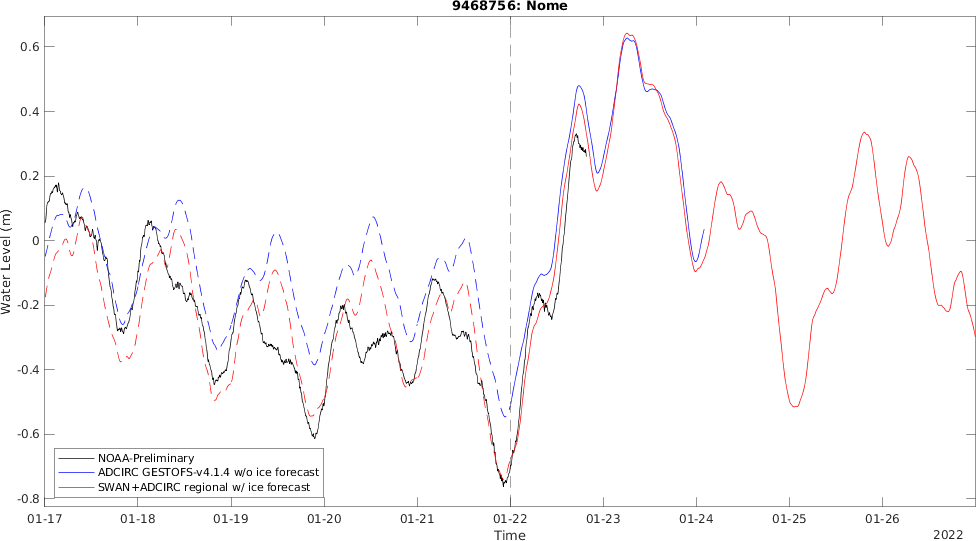 9468756: Nome
0.6
0.4
0.2
0
-0.2
-0.4
-0.6
-0.8
Water Level (m)
NOAA-Preliminary
ADCIRC GESTOFS-v4.1.4 w/o ice forecast
SWAN+ADCIRC regional w/ ice forecast
01-17 01-18 01-19 01-20 01-21 01-22 01-23 01-24 01-25 01-26
Time
2022